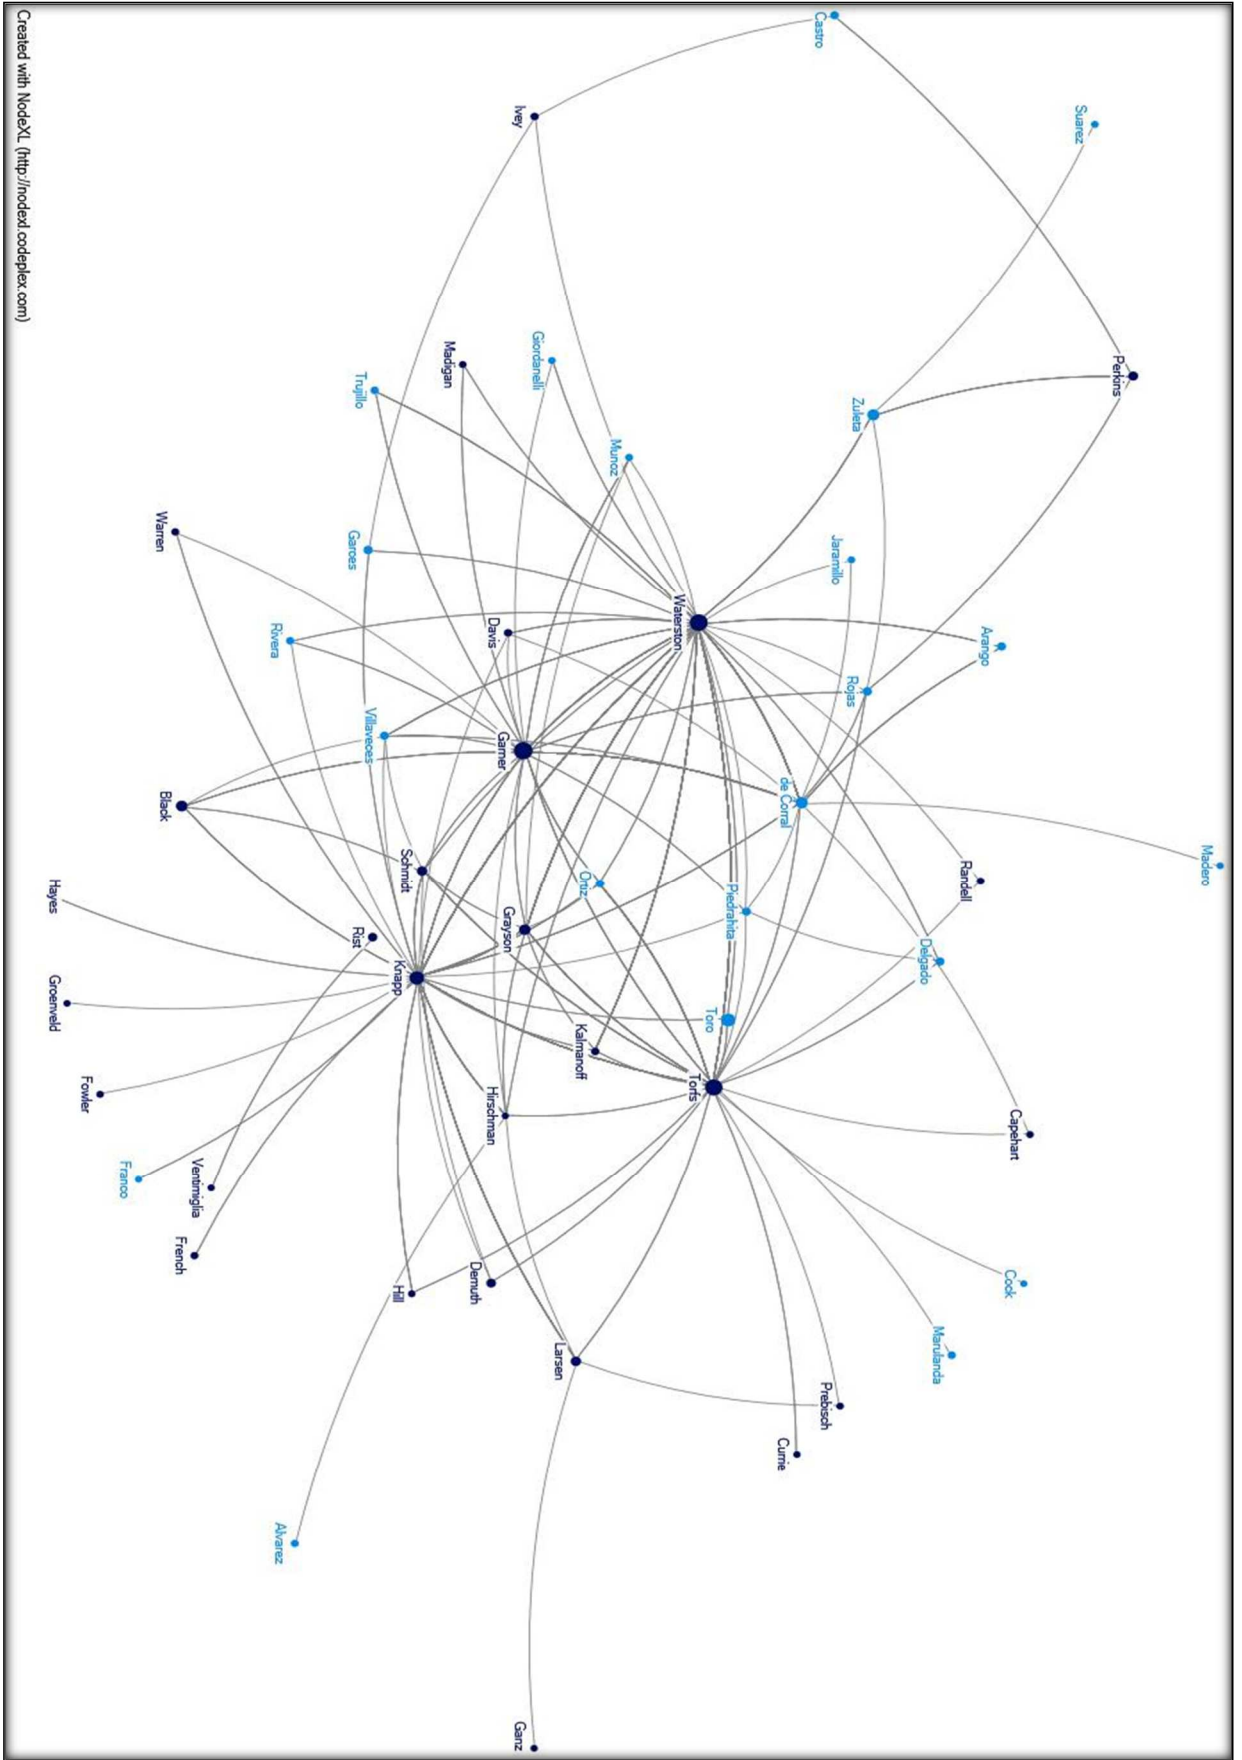 Madero
Perkins
Suarez
Capehart
Cook
Arango
Randell
Marulanda
Delgado
Zuleta
Rojas
Jaramillo
Prebisch
Castro
de Corral
Currie
Piedrahita
Toro
Torfs
Waterston
Munoz
Ortiz
Kalmanoff
Larsen
Giordanelli
Ivey
Ganz
Grayson
Garner
Davis
Hirschman
Demuth
Madigan
Schmidt
Hill
Knapp
Villaveces
Trujillo
Rist
Garces
Alvarez
Rivera
Ventimiglia
French
Black
Warren
Franco
Fowler
Hayes
Groenveld
Created with NodeXL (http://nodexl.codeplex.com)